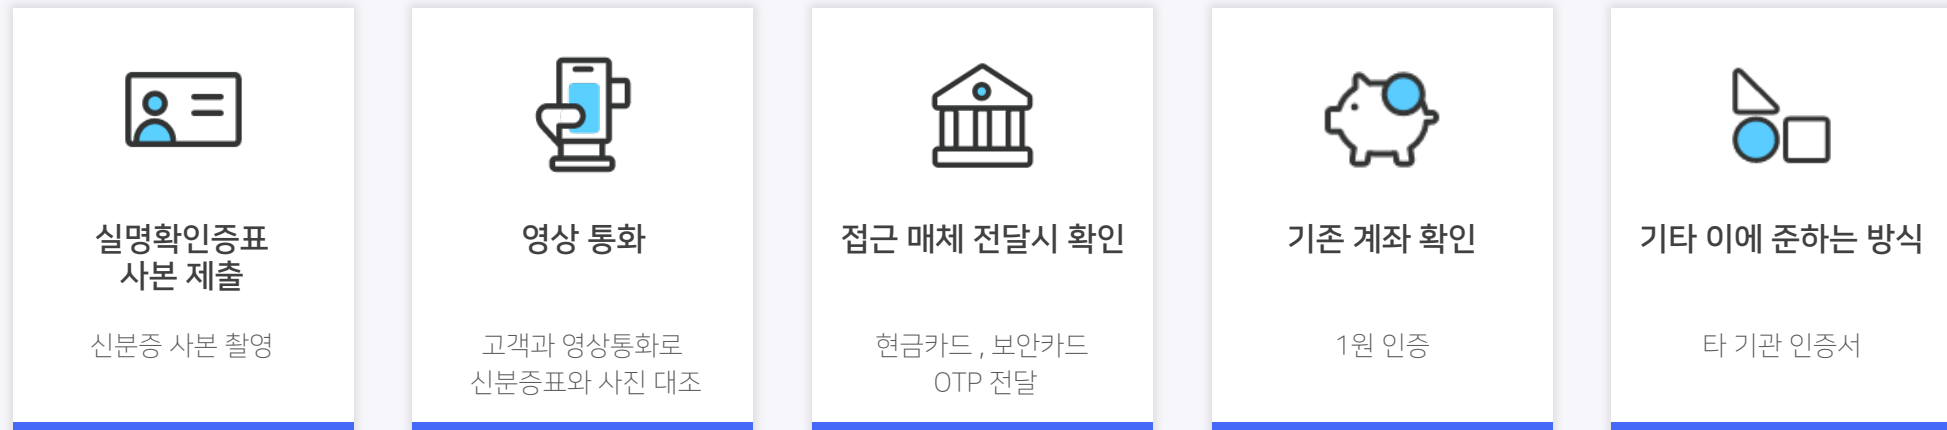 실명확인증표
사본 제출
신분증 사본 촬영
영상 통화
고객과 영상통화로
신분증표와 사진 대조
접근 매체 전달시 확인
현금카드 , 보안카드
OTP 전달
기존 계좌 확인
1원 인증
기타 이에 준하는 방식
타 기관 인증서